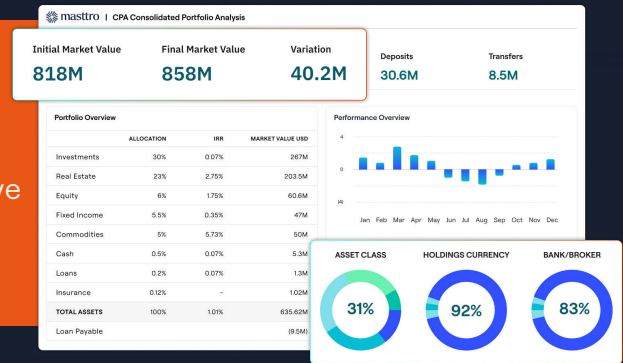 masttro | CPA Consolidated Portfolio Analysis
Initial Market Value Final Market Value Variation Deposits Transfers
818M 858M 40.2M 30.6M 8.5M
Portfolio Overview
ALLOCATION IRR MARKET VALUE USD
Investments 30% 0.07% 267M
Real Estate 23% 2.75% 203.5M
Equity 6% 1.75% 60.6M
Fixed Income 5.5% 0.35% 47M
Commodities 5% 5.73% 50M
Cash 0.5% 0.07% 5.3M
Loans 0.2% 0.07% 1.3M
Insurance 0.12% - 1.02M
TOTAL ASSETS 100% 1.01% 635.62M
Loan Payable (9.5M)
Performance Overview
4
0
(4)
Jan Feb Mar Apr May Jun Jul Aug Sep Oct Nov Dec
ASSET CLASS HOLDINGS CURRENCY BANK/BROKER
31% 92% 83%